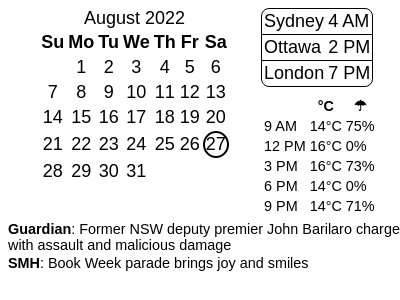 August 2022
Su Mo Tu We Th Fr Sa
1 2 3 4 5 6
7 8 9 10 11 12 13
14 15 16 17 18 19 20
21 22 23 24 25 26 27
28 29 30 31
Sydney 4 AM
Ottawa 2 PM
London 7 PM
°C ☂
9 AM 14°C 75%
12 PM 16°C 0%
3 PM 16°C 73%
6 PM 14°C 0%
9 PM 14°C 71%
Guardian: Former NSW deputy premier John Barilaro charge
with assault and malicious damage
SMH: Book Week parade brings joy and smiles